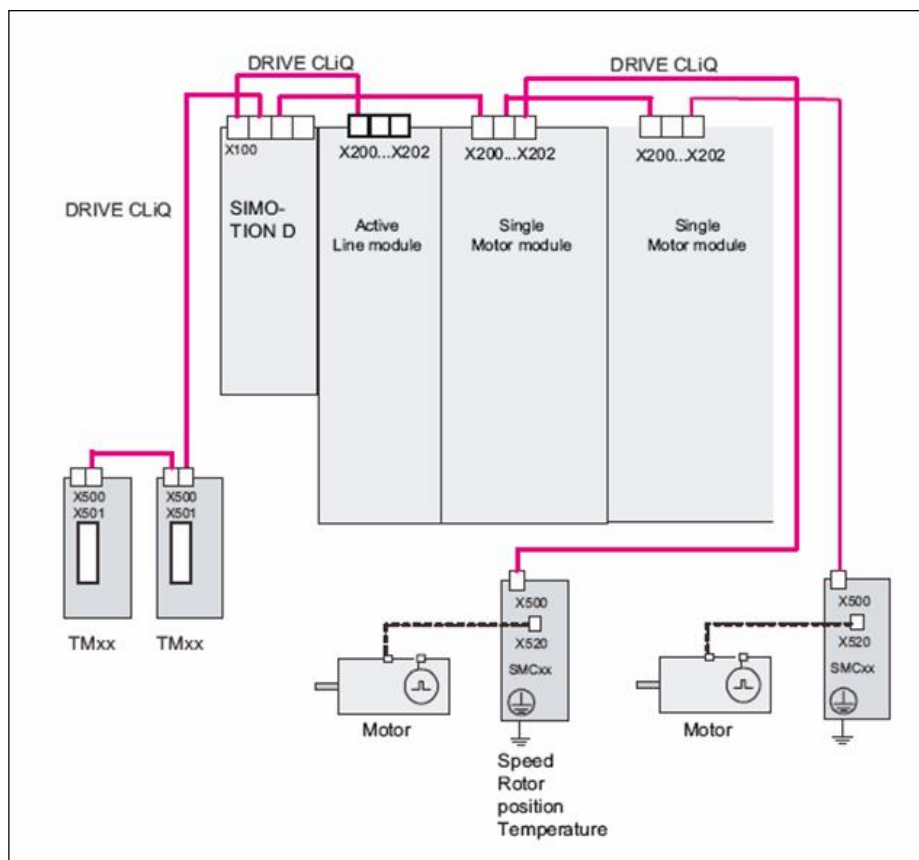 DRIVE CLiQ
DRIVE CLiQ
X100
X200...X202
X200...X202
X200...X202
DRIVE CLiQ
SIMO-
TION D
Active
Line module
Single
Motor module
Single
Motor module
X500
X501
X500
X501
TMxx
TMxx
X500
X520
SMCxx
X500
X520
SMCxx
Motor
Motor
Speed
Rotor
position
Temperature